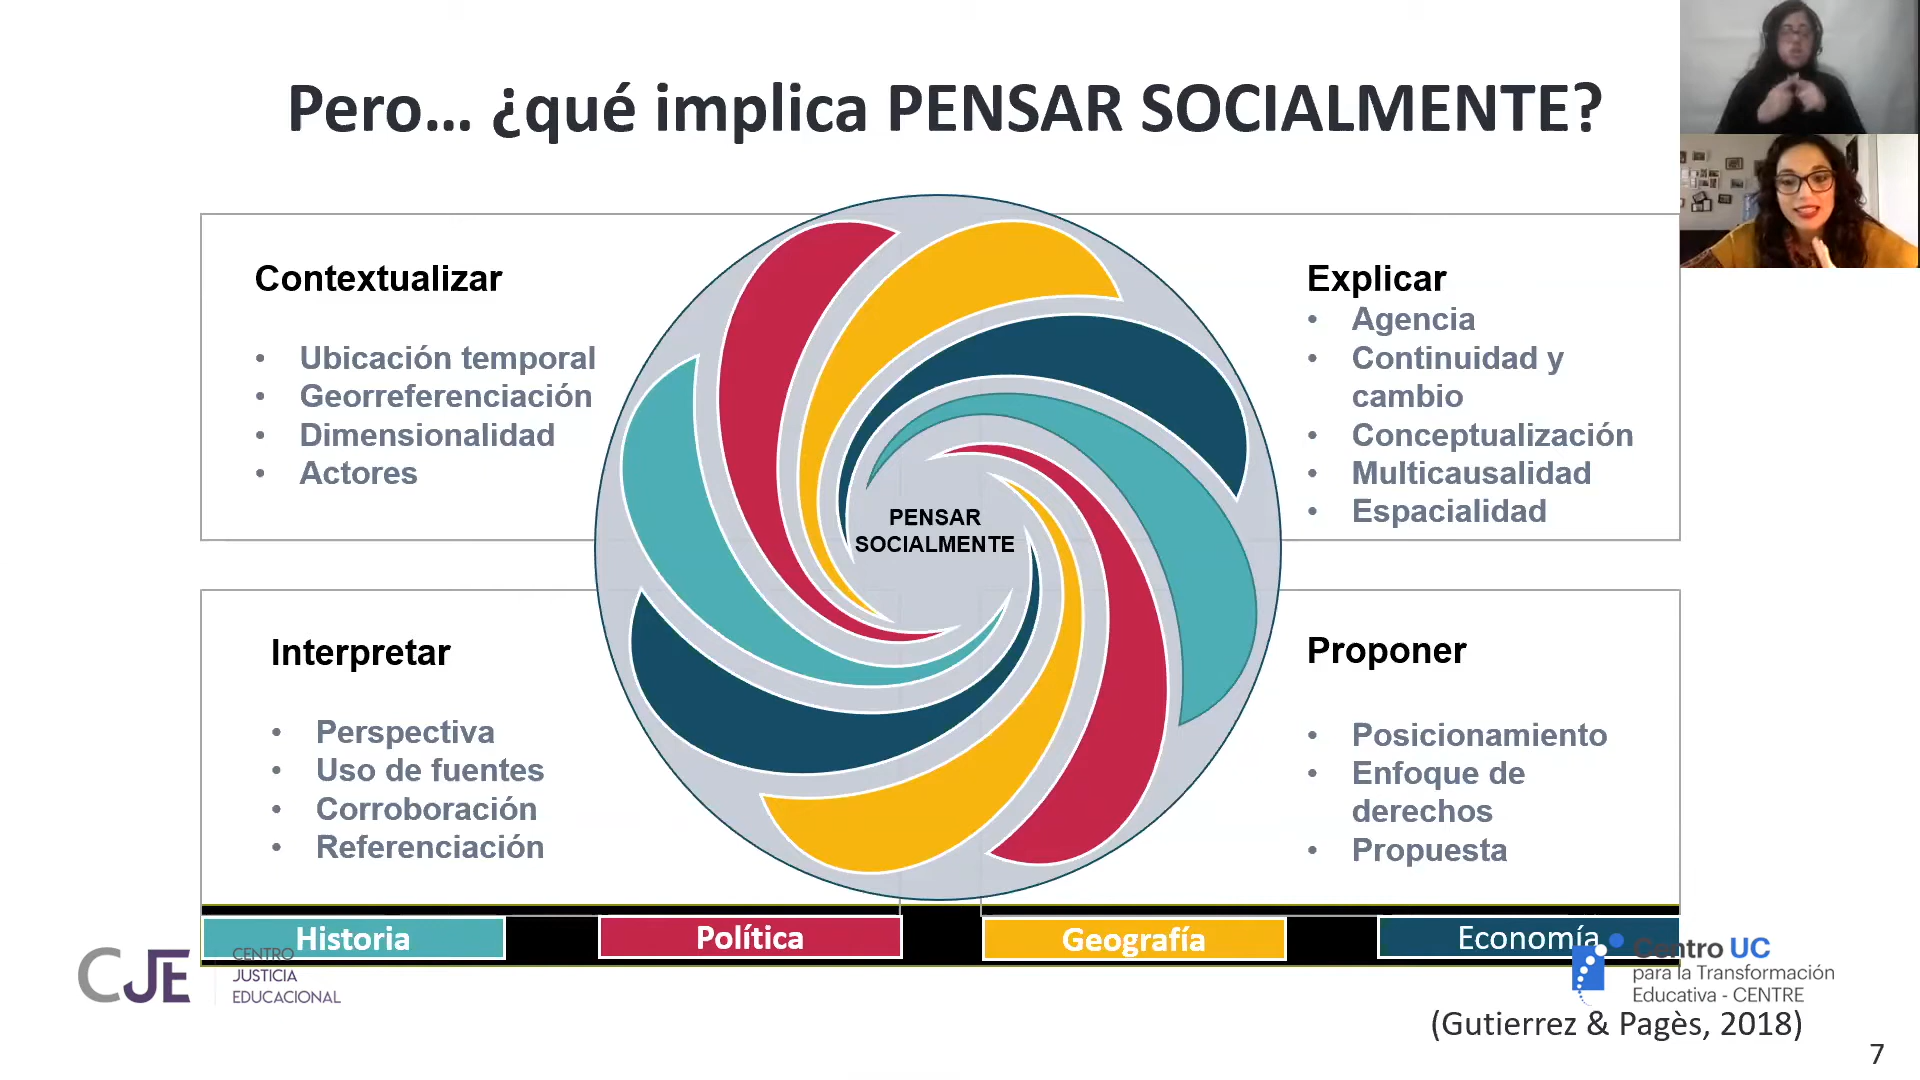 Pero... ¿qué implica PENSAR SOCIALMENTE?
Contextualizar
• Ubicación temporal
• Georreferenciación
• Dimensionalidad
• Actores
Explicar
• Agencia
• Continuidad y
cambio
• Conceptualización
• Multicausalidad
• Espacialidad
PENSAR
SOCIALMENTE
Interpretar
• Perspectiva
• Uso de fuentes
• Corroboración
• Referenciación
Proponer
• Posicionamiento
• Enfoque de
derechos
• Propuesta
Historia
Política
Geografía
Economía
CJE
CENTRO
JUSTICIA
EDUCACIONAL
Centro UC
para la Transformación
Educativa - CENTRE
(Gutierrez & Pagès, 2018)
7